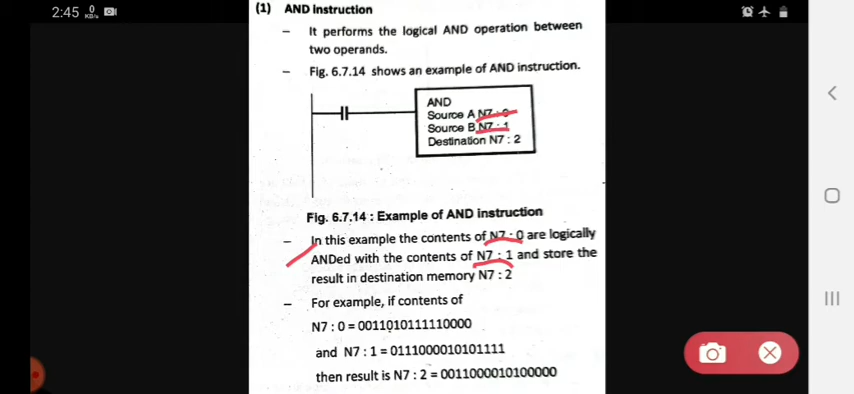 2:45 0 KB/s
(1) AND Instruction
– It performs the logical AND operation between
two operands.
– Fig. 6.7.14 shows an example of AND instruction.
AND
Source A N7 : 0
Source B N7 : 1
Destination N7 : 2
Fig. 6.7.14 : Example of AND instruction
– In this example the contents of N7 : 0 are logically
ANDed with the contents of N7 : 1 and store the
result in destination memory N7 : 2
– For example, if contents of
N7 : 0 = 0011010111110000
and N7 : 1 = 0111000010101111
then result is N7 : 2 = 0011000010100000